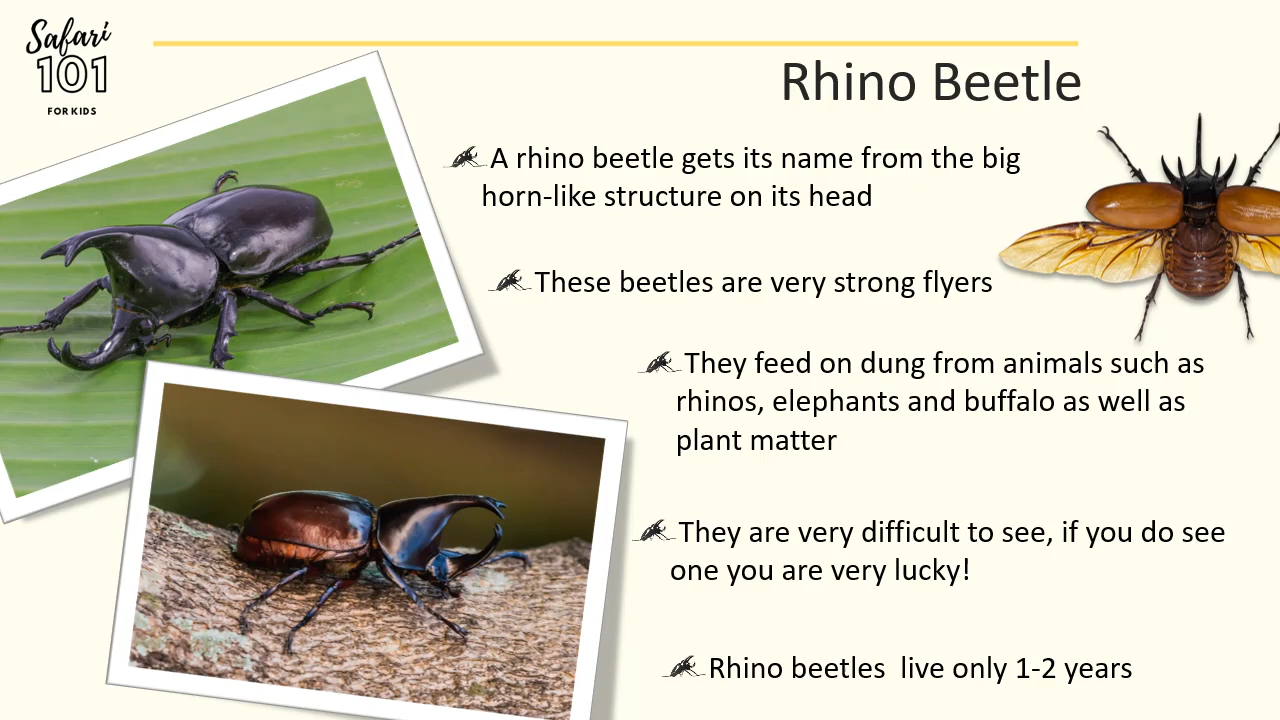 Safari
101
FOR KIDS
Rhino Beetle
A rhino beetle gets its name from the big
horn-like structure on its head
These beetles are very strong flyers
They feed on dung from animals such as
rhinos, elephants and buffalo as well as
plant matter
They are very difficult to see, if you do see
one you are very lucky!
Rhino beetles  live only 1-2 years